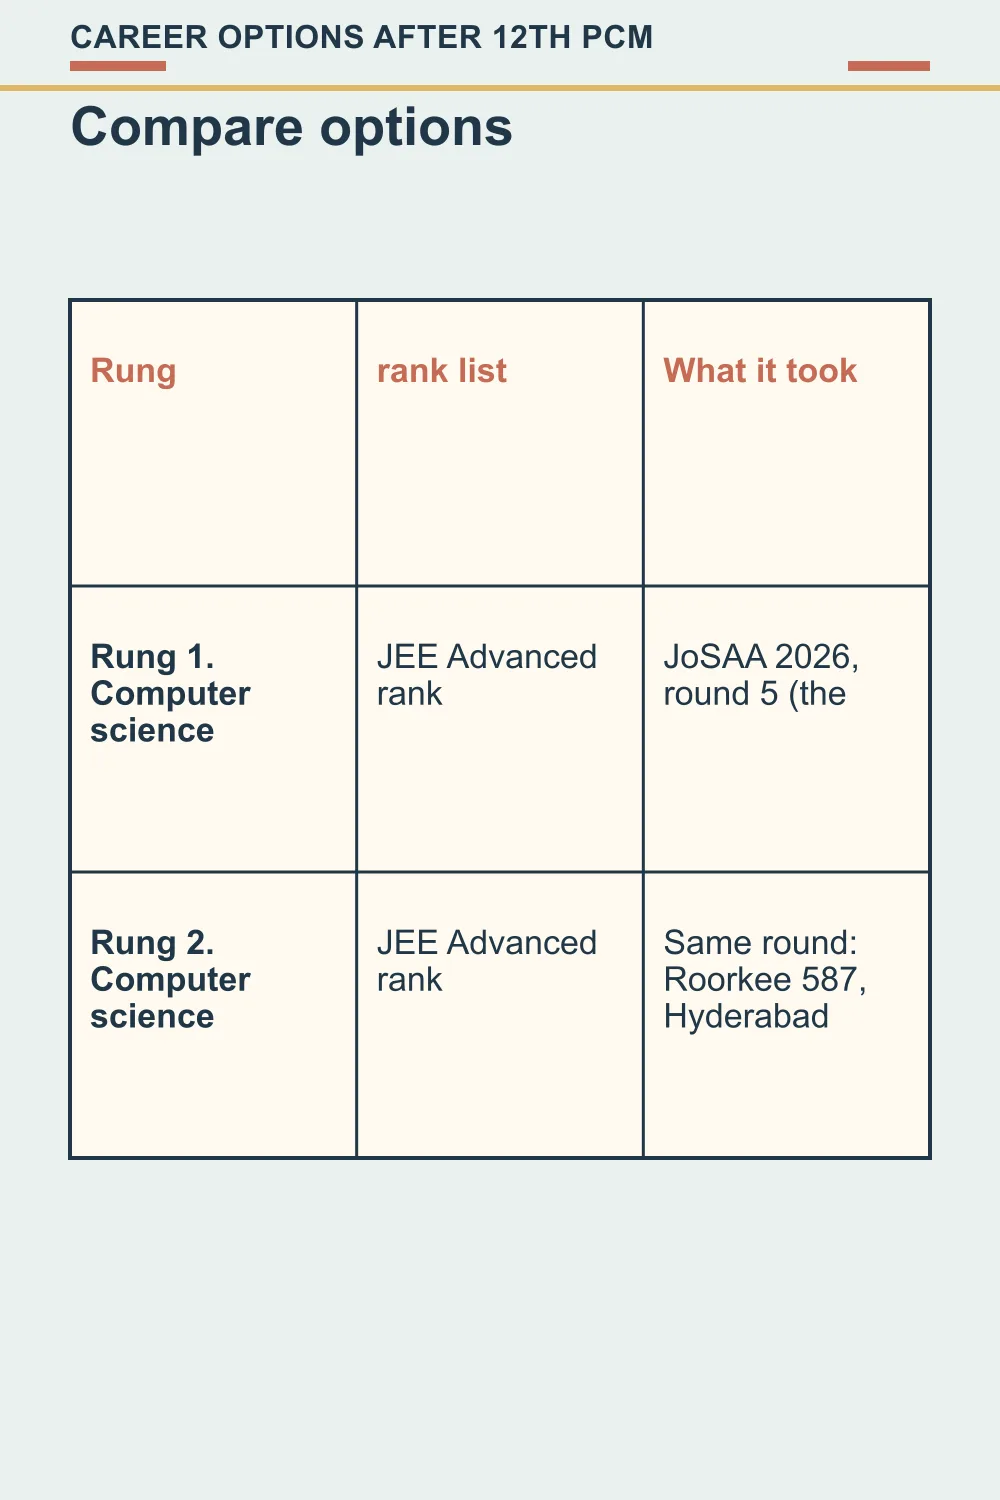 CAREER OPTIONS AFTER 12TH PCM
Compare options
Rung
rank list
What it took
Rung 1.
Computer
science
JEE Advanced
rank
JoSAA 2026,
round 5 (the
Rung 2.
Computer
science
JEE Advanced
rank
Same round:
Roorkee 587,
Hyderabad